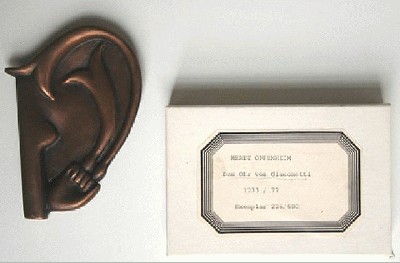 MERET OPPENHEIM
Das Ohr von Giacometti
1933 / 77
Exemplar 226/500